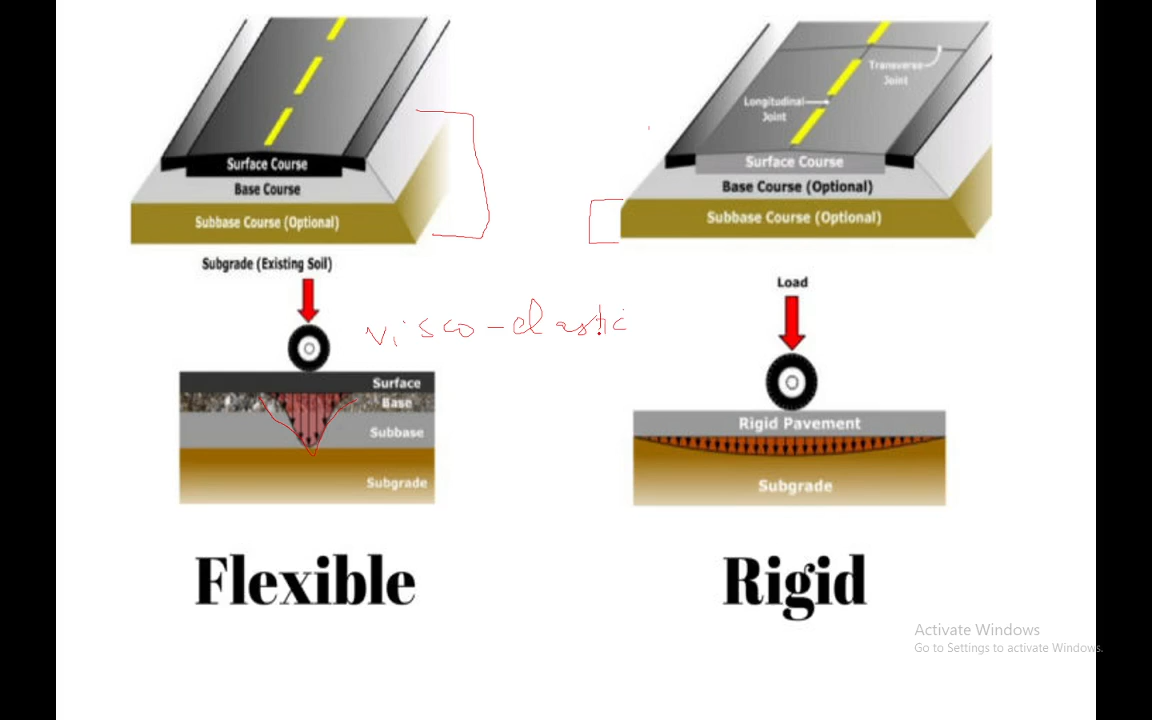 Transverse
Joint
Longitudinal
Joint
Surface Course
Base Course
Subbase Course (Optional)
Subgrade (Existing Soil)
Surface Course
Base Course (Optional)
Subbase Course (Optional)
Load
visco-elastic
Surface
Base
Subbase
Subgrade
Rigid Pavement
Subgrade
Flexible
Rigid
Activate Windows
Go to Settings to activate Windows.